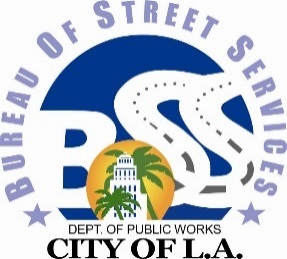 BUREAU OF STREET SERVICES
BSS
DEPT. OF PUBLIC WORKS
CITY OF L.A.